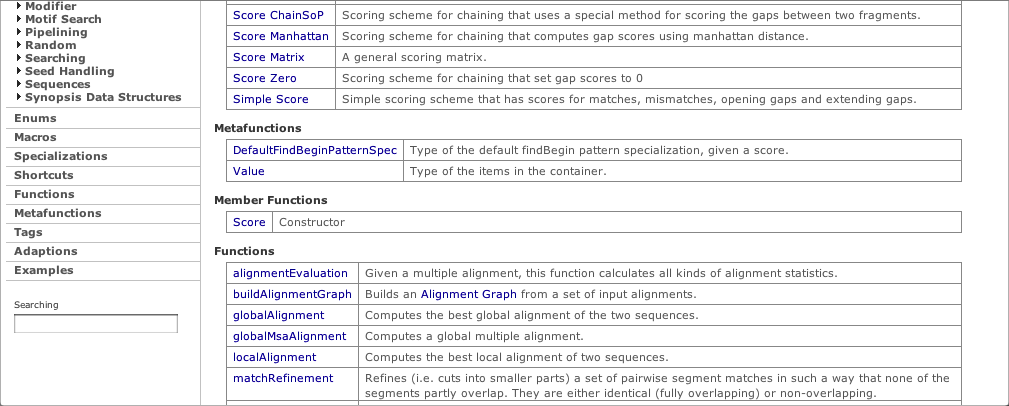 Modifier
Motif Search
Pipelining
Random
Searching
Seed Handling
Sequences
Synopsis Data Structures
Enums
Macros
Specializations
Shortcuts
Functions
Metafunctions
Tags
Adaptions
Examples
Searching
Score ChainSoP Scoring scheme for chaining that uses a special method for scoring the gaps between two fragments.
Score Manhattan Scoring scheme for chaining that computes gap scores using manhattan distance.
Score Matrix A general scoring matrix.
Score Zero Scoring scheme for chaining that set gap scores to 0
Simple Score Simple scoring scheme that has scores for matches, mismatches, opening gaps and extending gaps.
Metafunctions
DefaultFindBeginPatternSpec Type of the default findBegin pattern specialization, given a score.
Value Type of the items in the container.
Member Functions
Score Constructor
Functions
alignmentEvaluation Given a multiple alignment, this function calculates all kinds of alignment statistics.
buildAlignmentGraph Builds an Alignment Graph from a set of input alignments.
globalAlignment Computes the best global alignment of the two sequences.
globalMsaAlignment Computes a global multiple alignment.
localAlignment Computes the best local alignment of two sequences.
matchRefinement Refines (i.e. cuts into smaller parts) a set of pairwise segment matches in such a way that none of the
segments partly overlap. They are either identical (fully overlapping) or non-overlapping.